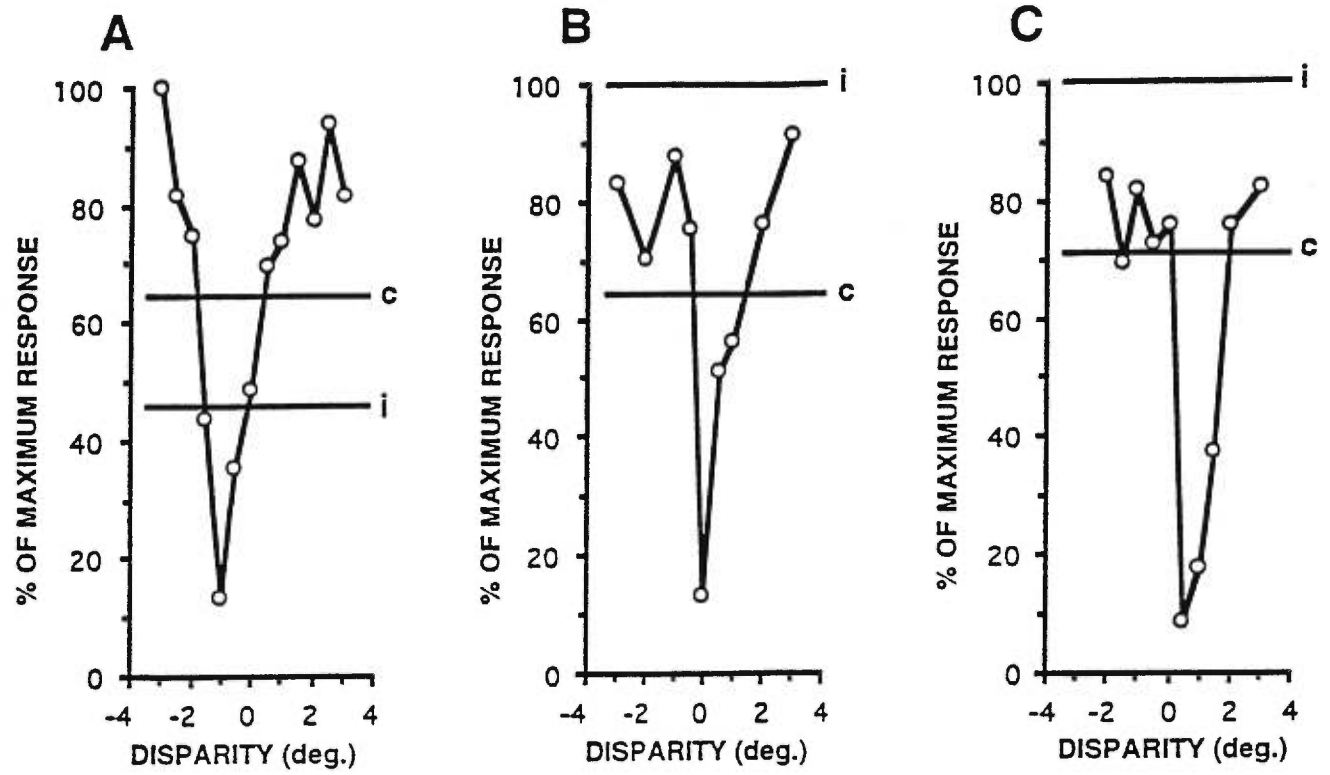 A
% OF MAXIMUM RESPONSE
100
80
60
40
20
0
c
i
-4 -2 0 2 4
DISPARITY (deg.)
B
% OF MAXIMUM RESPONSE
100
80
60
40
20
0
i
c
-4 -2 0 2 4
DISPARITY (deg.)
C
% OF MAXIMUM RESPONSE
100
80
60
40
20
0
i
c
-4 -2 0 2 4
DISPARITY (deg.)